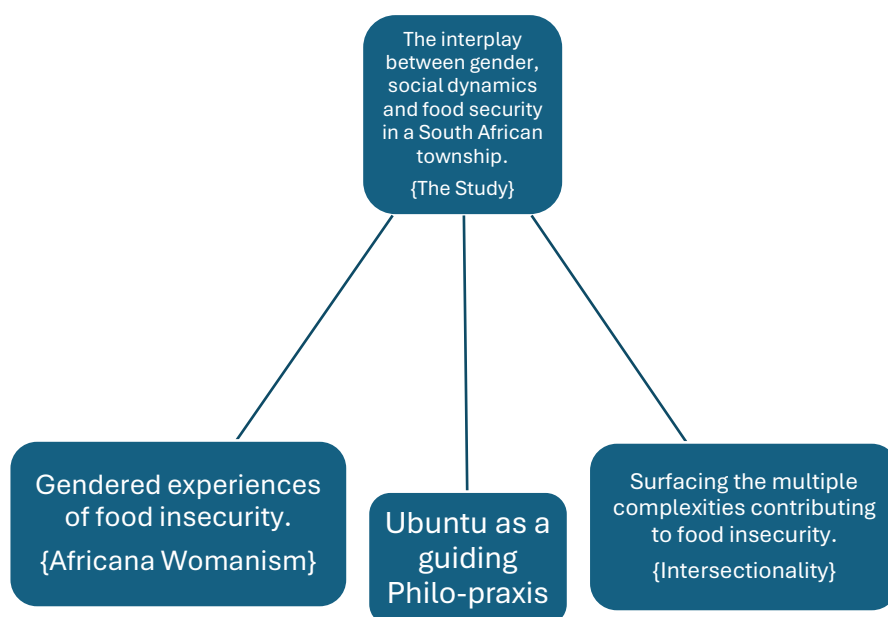 The interplay
between gender,
social dynamics
and food security
in a South African
township.
{The Study}
Gendered experiences
of food insecurity.
{Africana Womanism}
Ubuntu as a
guiding
Philo-praxis
Surfacing the multiple
complexities contributing
to food insecurity.
{Intersectionality}